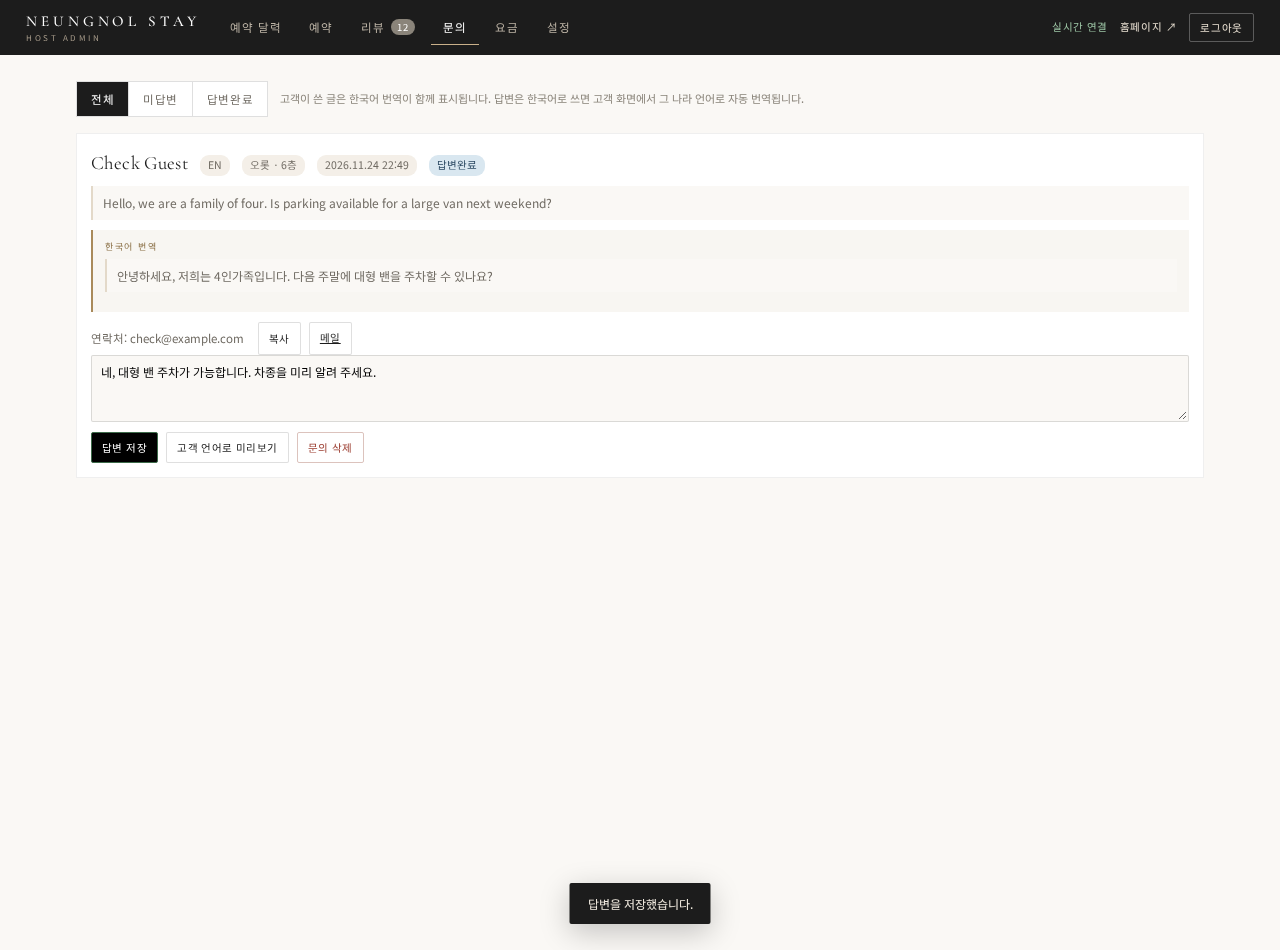 NEUNGNOL STAY
HOST ADMIN
예약 달력
예약
리뷰 12
문의
요금
설정
실시간 연결
홈페이지 ↗
로그아웃
전체
미답변
답변완료
고객이 쓴 글은 한국어 번역이 함께 표시됩니다. 답변은 한국어로 쓰면 고객 화면에서 그 나라 언어로 자동 번역됩니다.
Check Guest
EN
오롯 · 6층
2026.11.24 22:49
답변완료
Hello, we are a family of four. Is parking available for a large van next weekend?
한국어 번역
안녕하세요, 저희는 4인가족입니다. 다음 주말에 대형 밴을 주차할 수 있나요?
연락처: check@example.com
복사
메일
네, 대형 밴 주차가 가능합니다. 차종을 미리 알려 주세요.
답변 저장
고객 언어로 미리보기
문의 삭제
답변을 저장했습니다.